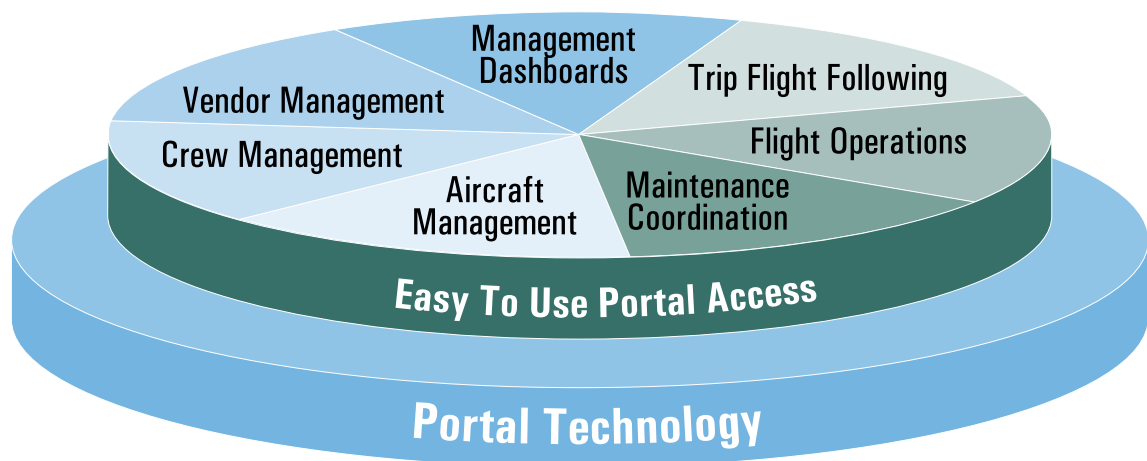 Management
Dashboards
Trip Flight Following
Vendor Management
Flight Operations
Crew Management
Maintenance
Coordination
Aircraft
Management
Easy To Use Portal Access
Portal Technology